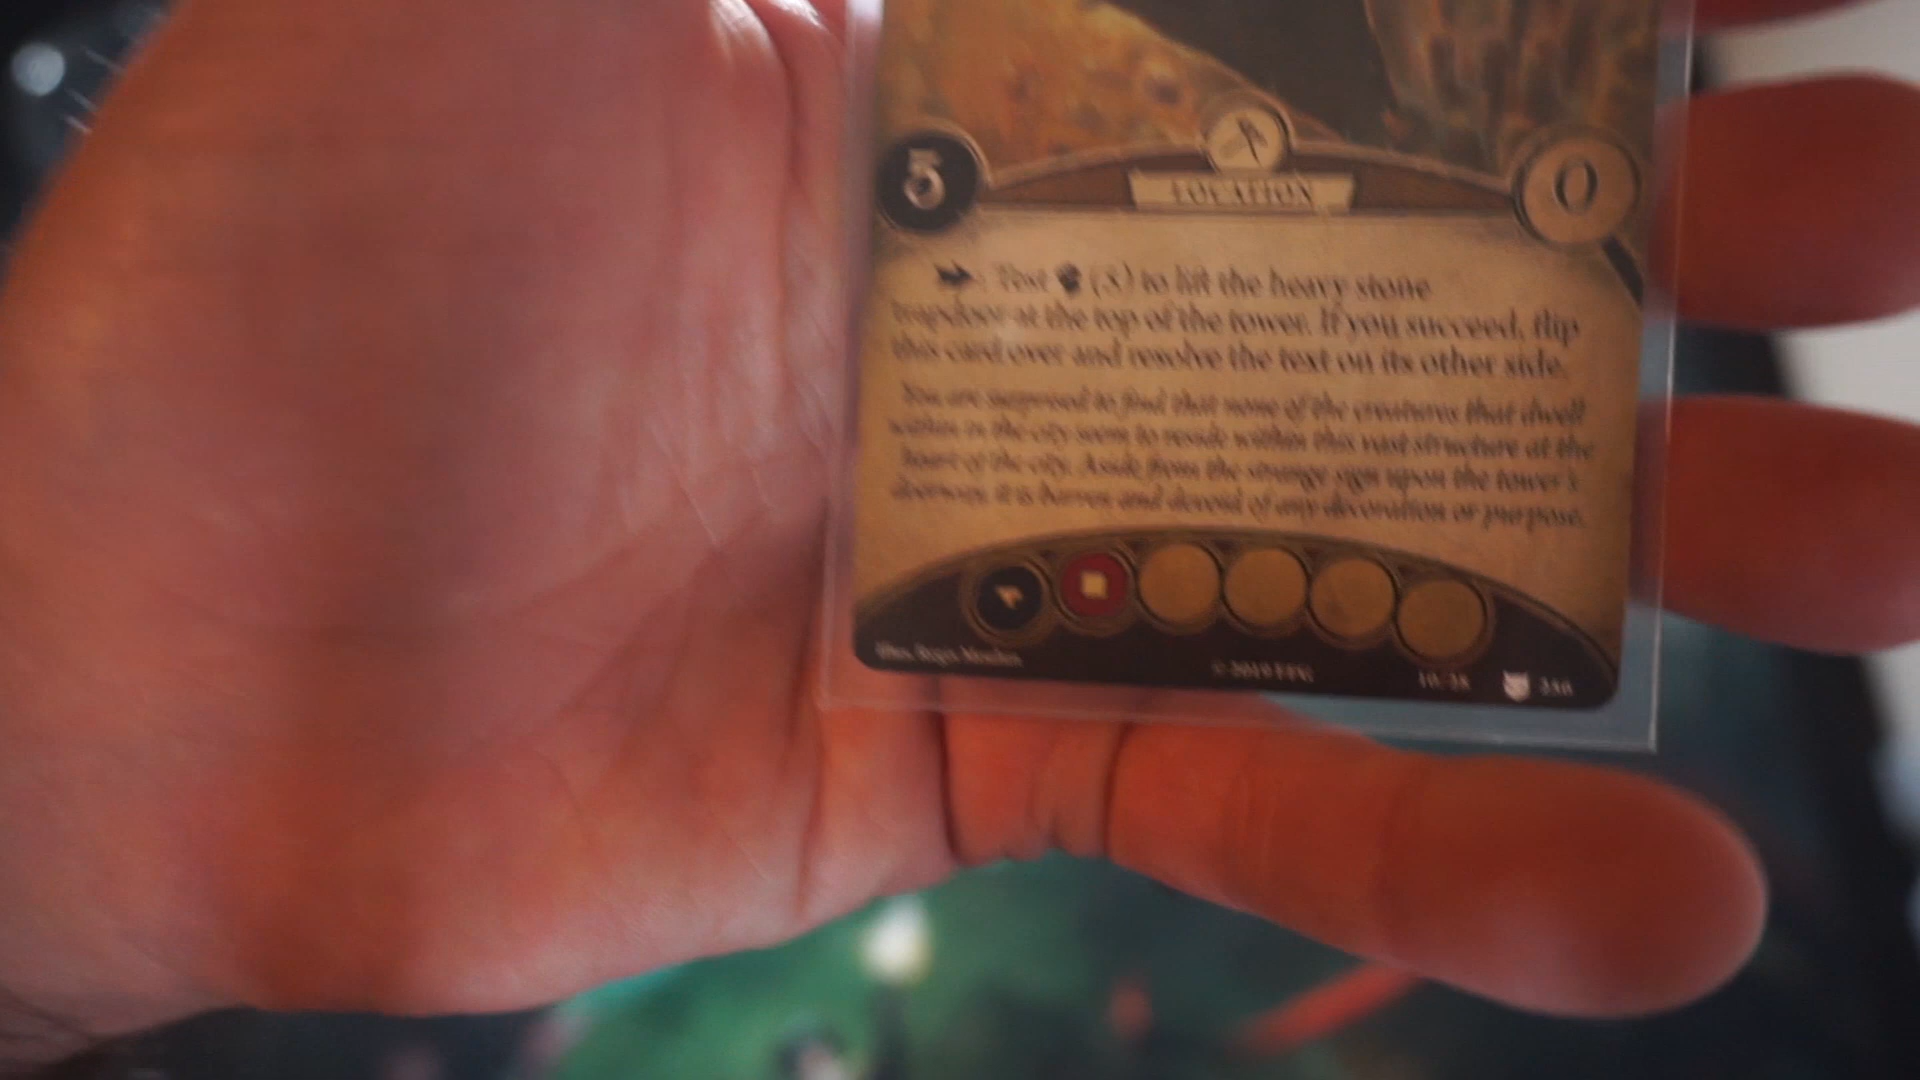 5
LOCATION
0
: Test (3) to lift the heavy stone
trapdoor at the top of the tower. If you succeed, flip
this card over and resolve the text on its other side.
You are surprised to find that none of the creatures that dwell
within in the city seem to reside within this vast structure at the
heart of the city. Aside from the strange sign upon the tower's
doorway, it is barren and devoid of any decoration or purpose.
© 2019 FFG